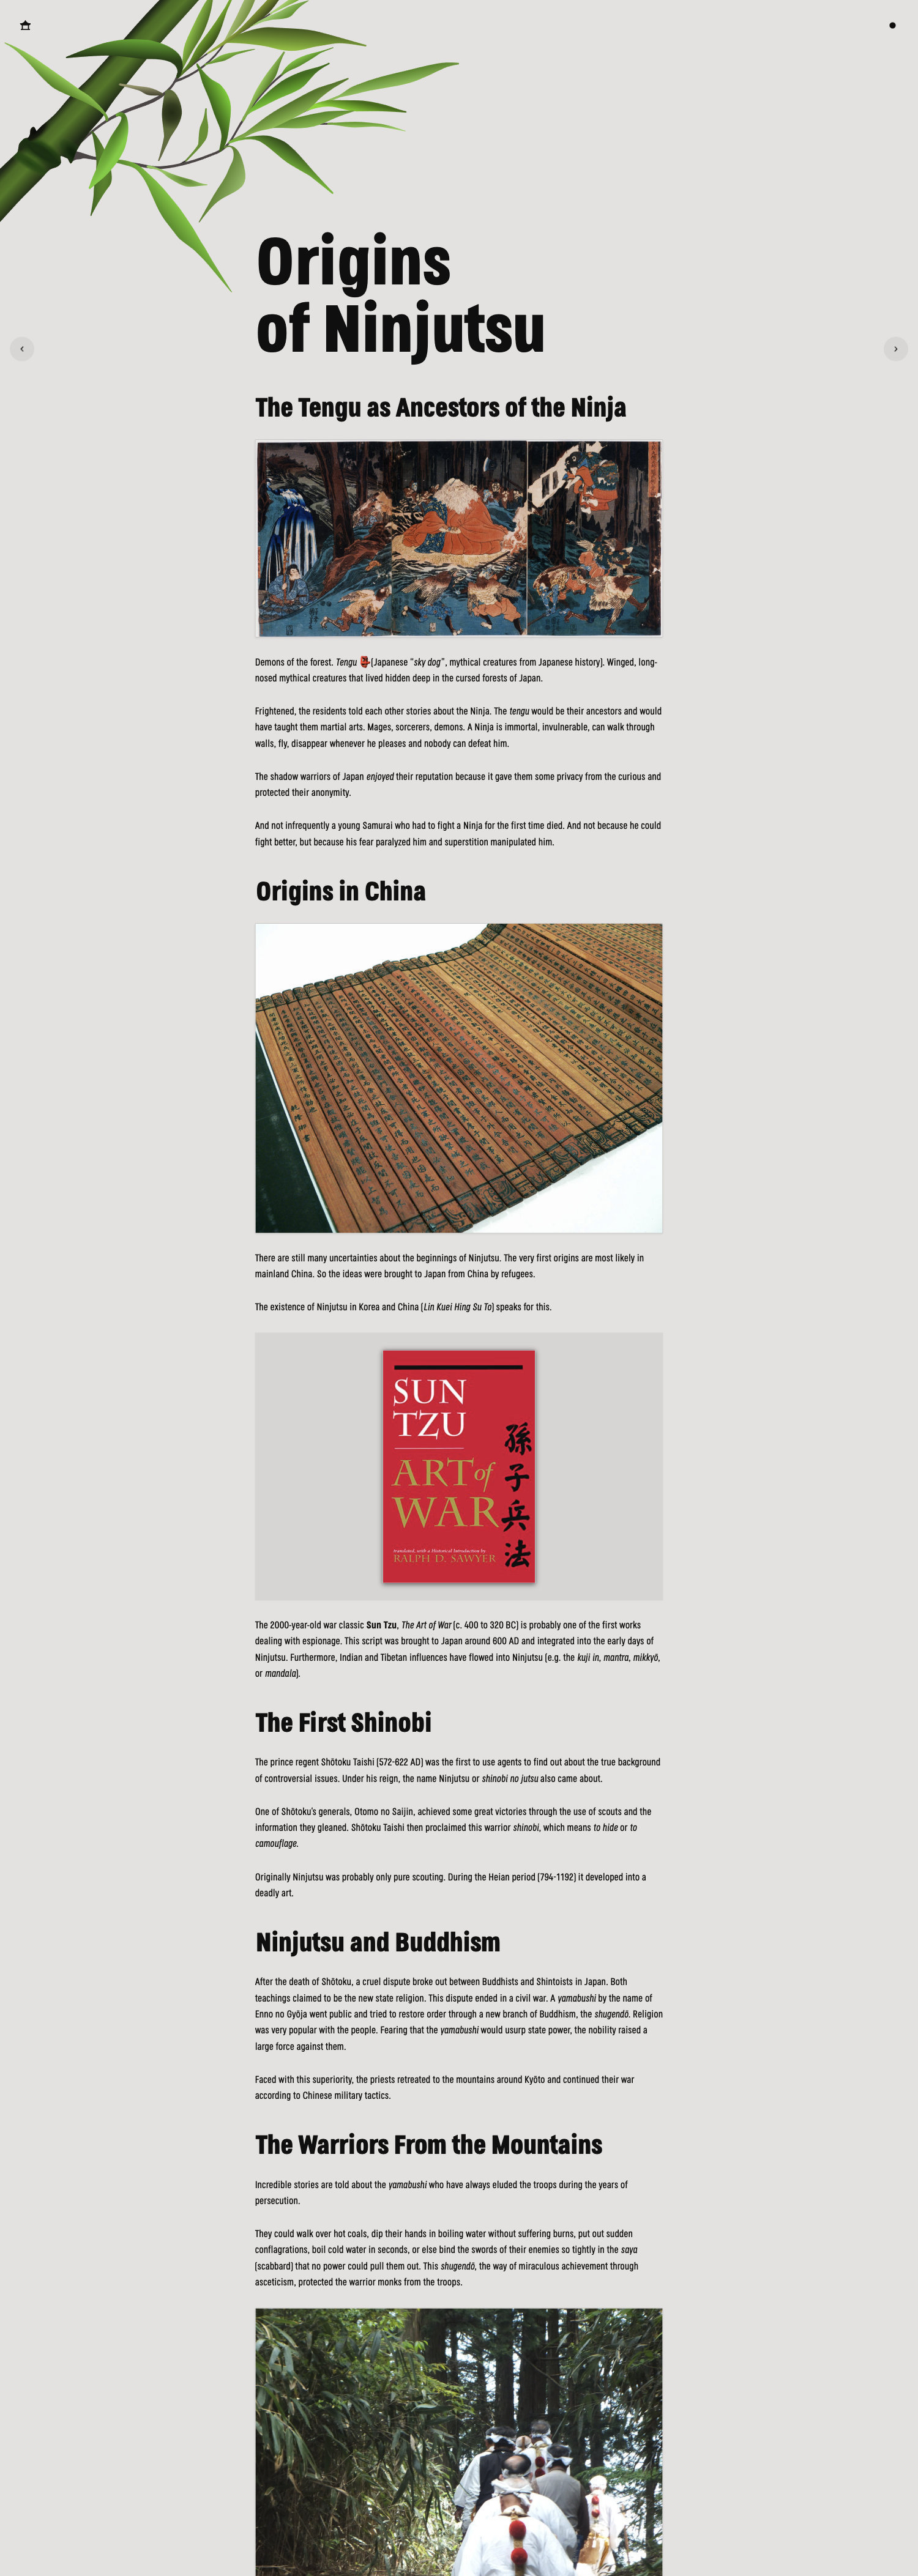 Origins
of Ninjutsu
The Tengu as Ancestors of the Ninja
Demons of the forest. Tengu 👺 (Japanese “sky dog”, mythical creatures from Japanese history). Winged, long-
nosed mythical creatures that lived hidden deep in the cursed forests of Japan.
Frightened, the residents told each other stories about the Ninja. The tengu would be their ancestors and would
have taught them martial arts. Mages, sorcerers, demons. A Ninja is immortal, invulnerable, can walk through
walls, fly, disappear whenever he pleases and nobody can defeat him.
The shadow warriors of Japan enjoyed their reputation because it gave them some privacy from the curious and
protected their anonymity.
And not infrequently a young Samurai who had to fight a Ninja for the first time died. And not because he could
fight better, but because his fear paralyzed him and superstition manipulated him.
Origins in China
There are still many uncertainties about the beginnings of Ninjutsu. The very first origins are most likely in
mainland China. So the ideas were brought to Japan from China by refugees.
The existence of Ninjutsu in Korea and China (Lin Kuei Hing Su To) speaks for this.
SUN
TZU
ART of
WAR
孫子兵法
translated, with a Historical Introduction by
RALPH D. SAWYER
The 2000-year-old war classic Sun Tzu, The Art of War (c. 400 to 320 BC) is probably one of the first works
dealing with espionage. This script was brought to Japan around 600 AD and integrated into the early days of
Ninjutsu. Furthermore, Indian and Tibetan influences have flowed into Ninjutsu (e.g. the kuji in, mantra, mikkyō,
or mandala).
The First Shinobi
The prince regent Shōtoku Taishi (572-622 AD) was the first to use agents to find out about the true background
of controversial issues. Under his reign, the name Ninjutsu or shinobi no jutsu also came about.
One of Shōtoku’s generals, Otomo no Saijin, achieved some great victories through the use of scouts and the
information they gleaned. Shōtoku Taishi then proclaimed this warrior shinobi, which means to hide or to
camouflage.
Originally Ninjutsu was probably only pure scouting. During the Heian period (794-1192) it developed into a
deadly art.
Ninjutsu and Buddhism
After the death of Shōtoku, a cruel dispute broke out between Buddhists and Shintoists in Japan. Both
teachings claimed to be the new state religion. This dispute ended in a civil war. A yamabushi by the name of
Enno no Gyōja went public and tried to restore order through a new branch of Buddhism, the shugendō. Religion
was very popular with the people. Fearing that the yamabushi would usurp state power, the nobility raised a
large force against them.
Faced with this superiority, the priests retreated to the mountains around Kyōto and continued their war
according to Chinese military tactics.
The Warriors From the Mountains
Incredible stories are told about the yamabushi who have always eluded the troops during the years of
persecution.
They could walk over hot coals, dip their hands in boiling water without suffering burns, put out sudden
conflagrations, boil cold water in seconds, or else bind the swords of their enemies so tightly in the saya
(scabbard) that no power could pull them out. This shugendō, the way of miraculous achievement through
asceticism, protected the warrior monks from the troops.